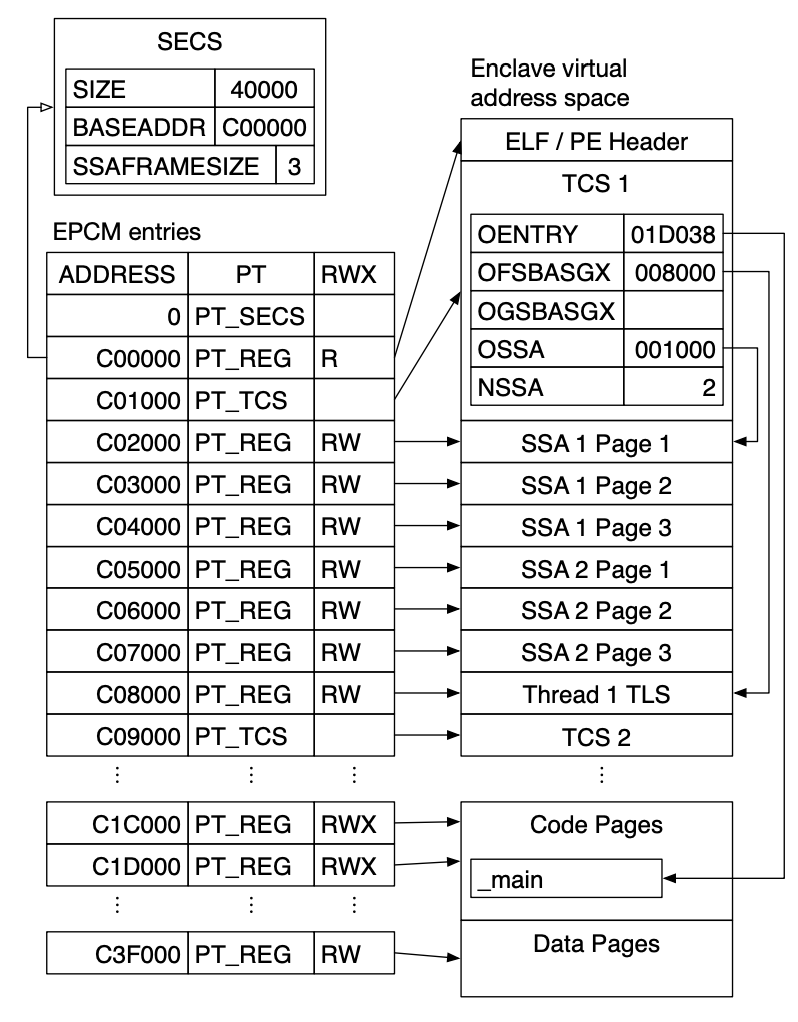 SECS
SIZE 40000
BASEADDR C00000
SSAFRAMESIZE 3
EPCM entries
ADDRESS PT RWX
0 PT_SECS
C00000 PT_REG R
C01000 PT_TCS
C02000 PT_REG RW
C03000 PT_REG RW
C04000 PT_REG RW
C05000 PT_REG RW
C06000 PT_REG RW
C07000 PT_REG RW
C08000 PT_REG RW
C09000 PT_TCS
⋮ ⋮ ⋮
C1C000 PT_REG RWX
C1D000 PT_REG RWX
⋮ ⋮ ⋮
C3F000 PT_REG RW
Enclave virtual
address space
ELF / PE Header
TCS 1
OENTRY 01D038
OFSBASGX 008000
OGSBASGX
OSSA 001000
NSSA 2
SSA 1 Page 1
SSA 1 Page 2
SSA 1 Page 3
SSA 2 Page 1
SSA 2 Page 2
SSA 2 Page 3
Thread 1 TLS
TCS 2
⋮
Code Pages
_main
Data Pages